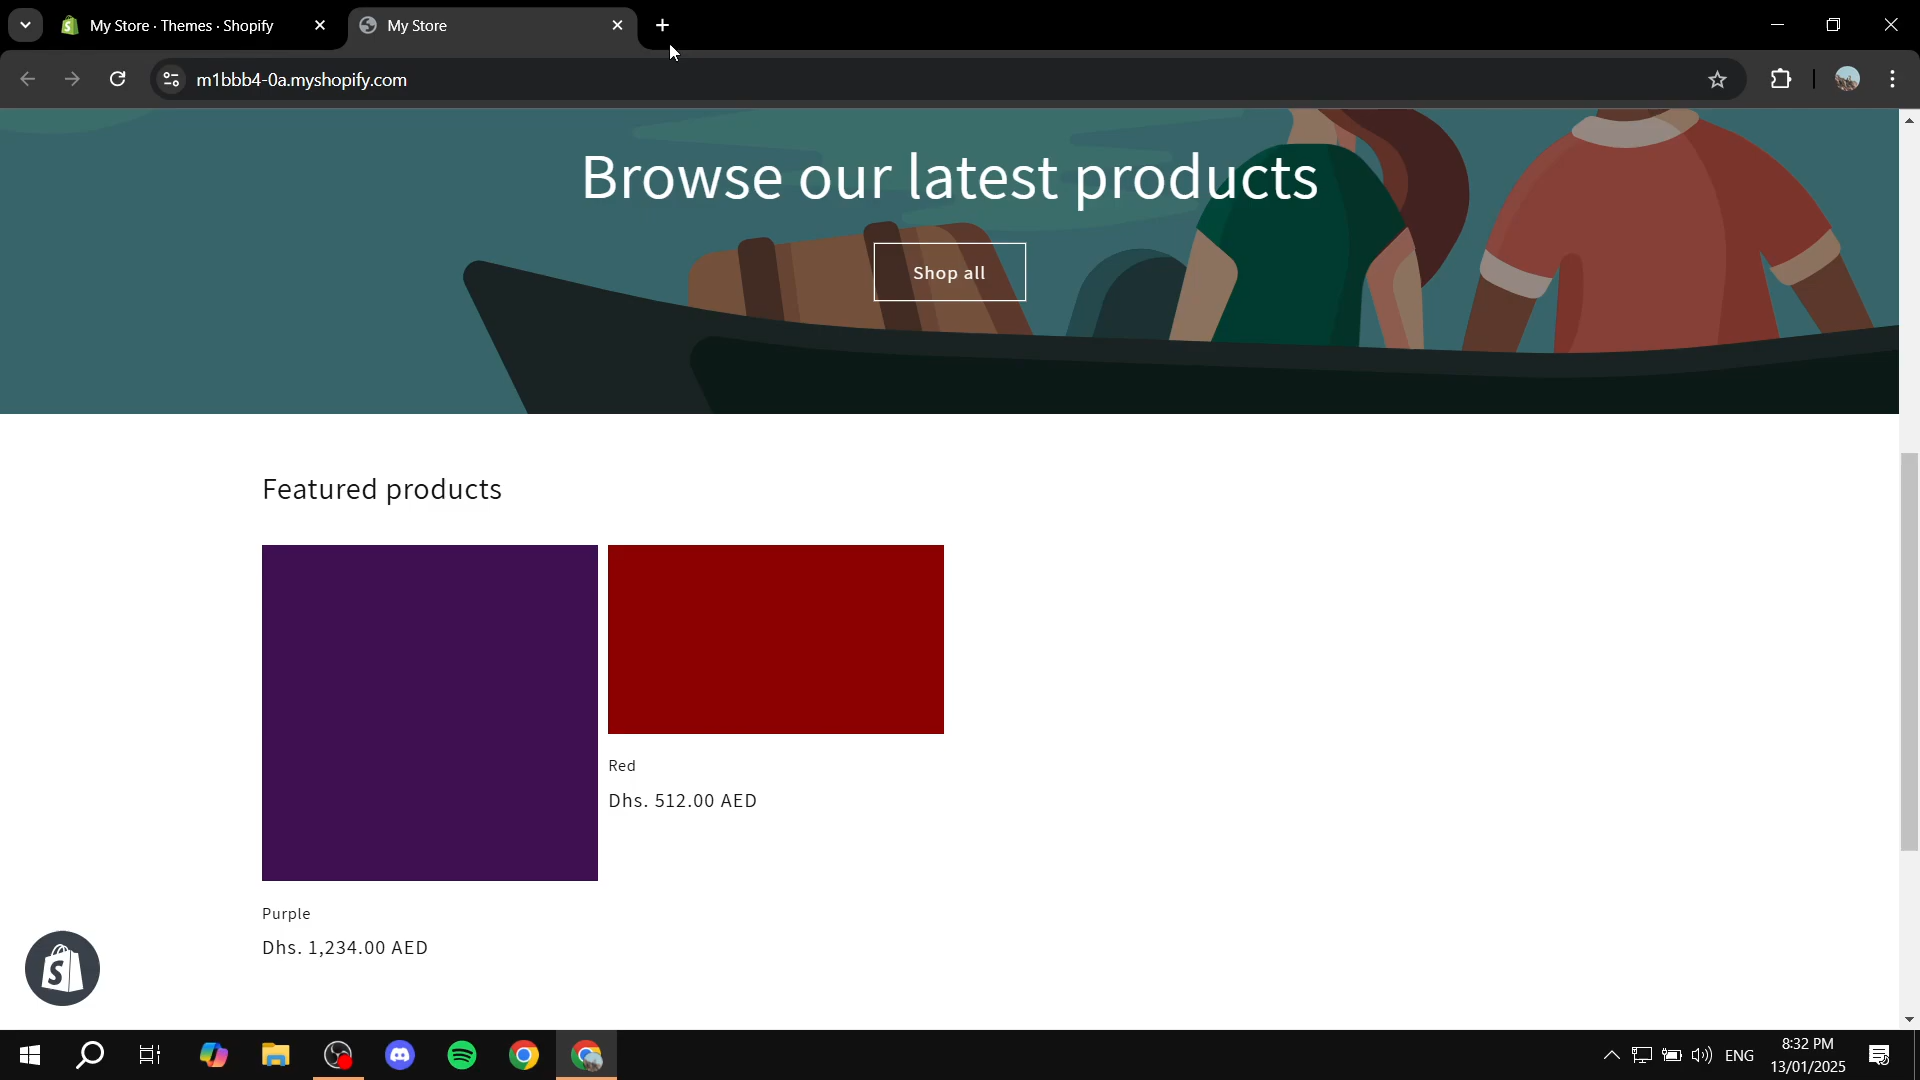 My Store · Themes · Shopify
My Store
m1bbb4-0a.myshopify.com
Browse our latest products
Shop all
Featured products
Red
Dhs. 512.00 AED
Purple
Dhs. 1,234.00 AED
ENG
8:32 PM
13/01/2025